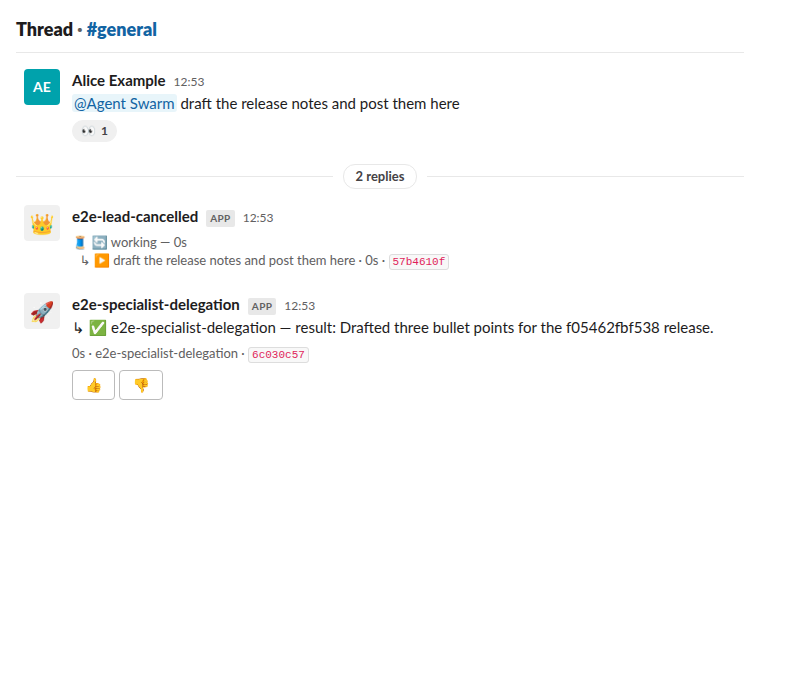 Thread • #general
AE
Alice Example 12:53
@Agent Swarm draft the release notes and post them here
👀 1
2 replies
e2e-lead-cancelled APP 12:53
🧵 🔄 working — 0s
↳ ▶️ draft the release notes and post them here · 0s · 57b4610f
e2e-specialist-delegation APP 12:53
↳ ✅ e2e-specialist-delegation — result: Drafted three bullet points for the f05462fbf538 release.
0s · e2e-specialist-delegation · 6c030c57
👍 👎